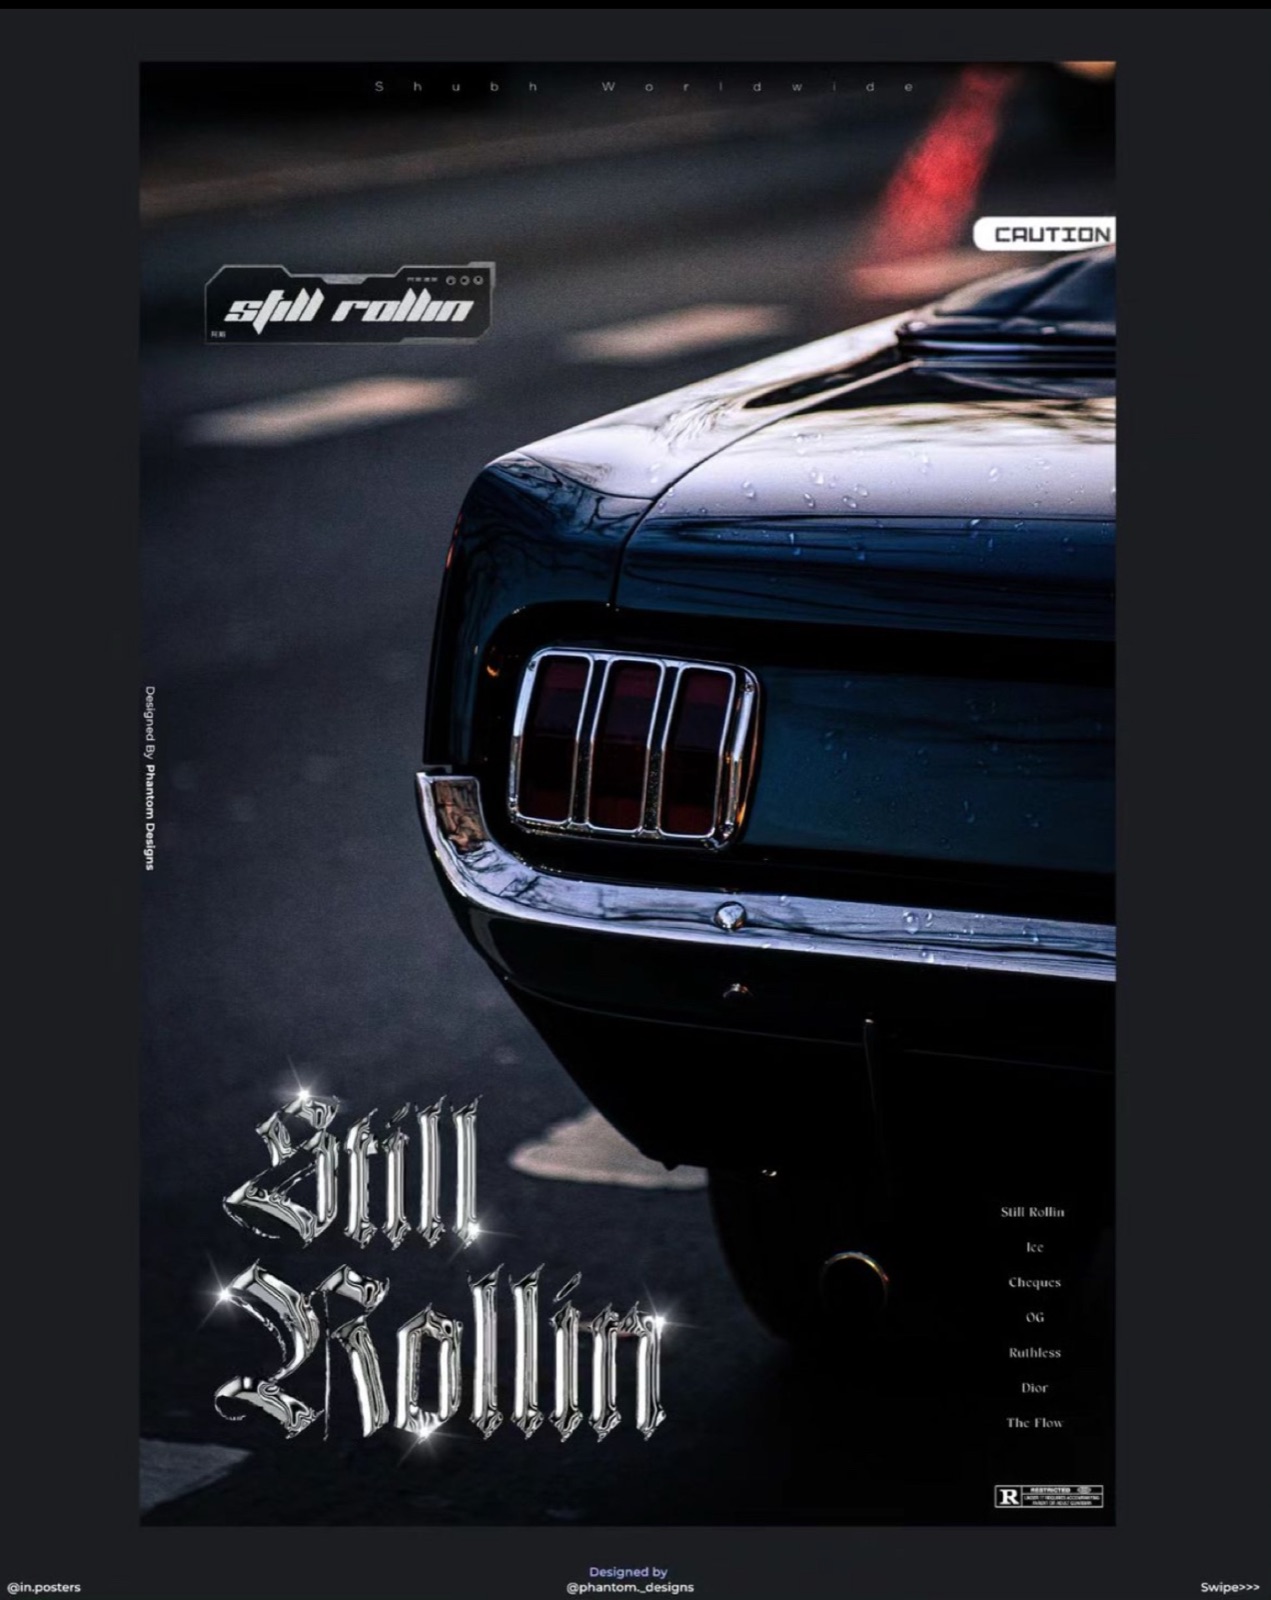 Shubh Worldwide
CAUTION
still rollin
Designed By Phantom Designs
Still
Rollin
Still Rollin
Ice
Cheques
OG
Ruthless
Dior
The Flow
R RESTRICTED
Designed by
@in.posters
@phantom._designs
Swipe>>>